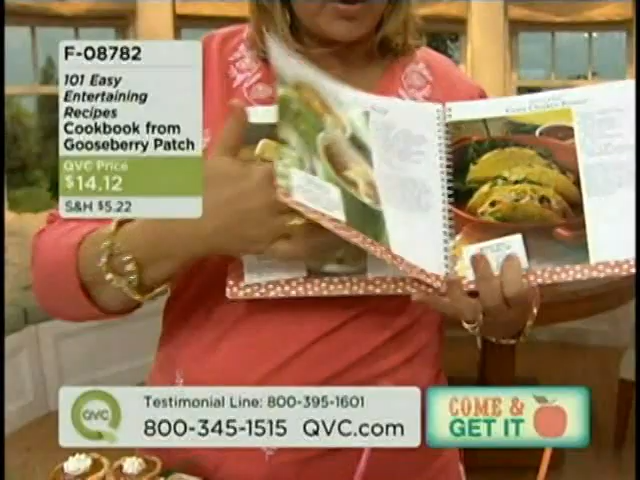 F-08782
101 Easy
Entertaining
Recipes
Cookbook from
Gooseberry Patch
QVC Price
$14.12
S&H $5.22
QVC
Testimonial Line: 800-395-1601
800-345-1515 QVC.com
COME &
GET IT